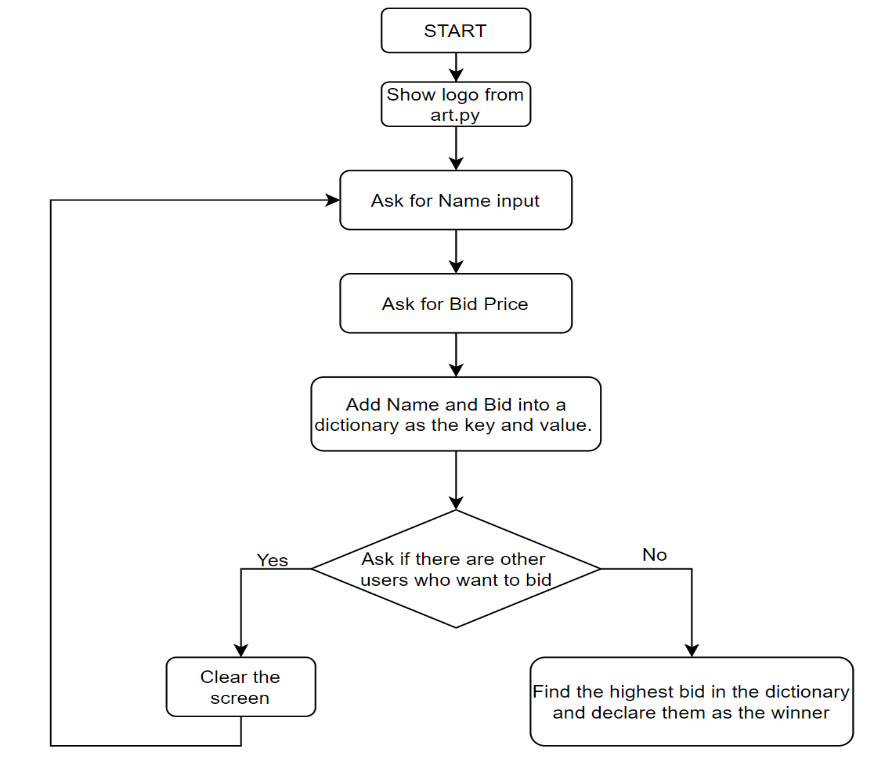 START
Show logo from
art.py
Ask for Name input
Ask for Bid Price
Add Name and Bid into a
dictionary as the key and value.
Ask if there are other
users who want to bid
Yes
No
Clear the
screen
Find the highest bid in the dictionary
and declare them as the winner